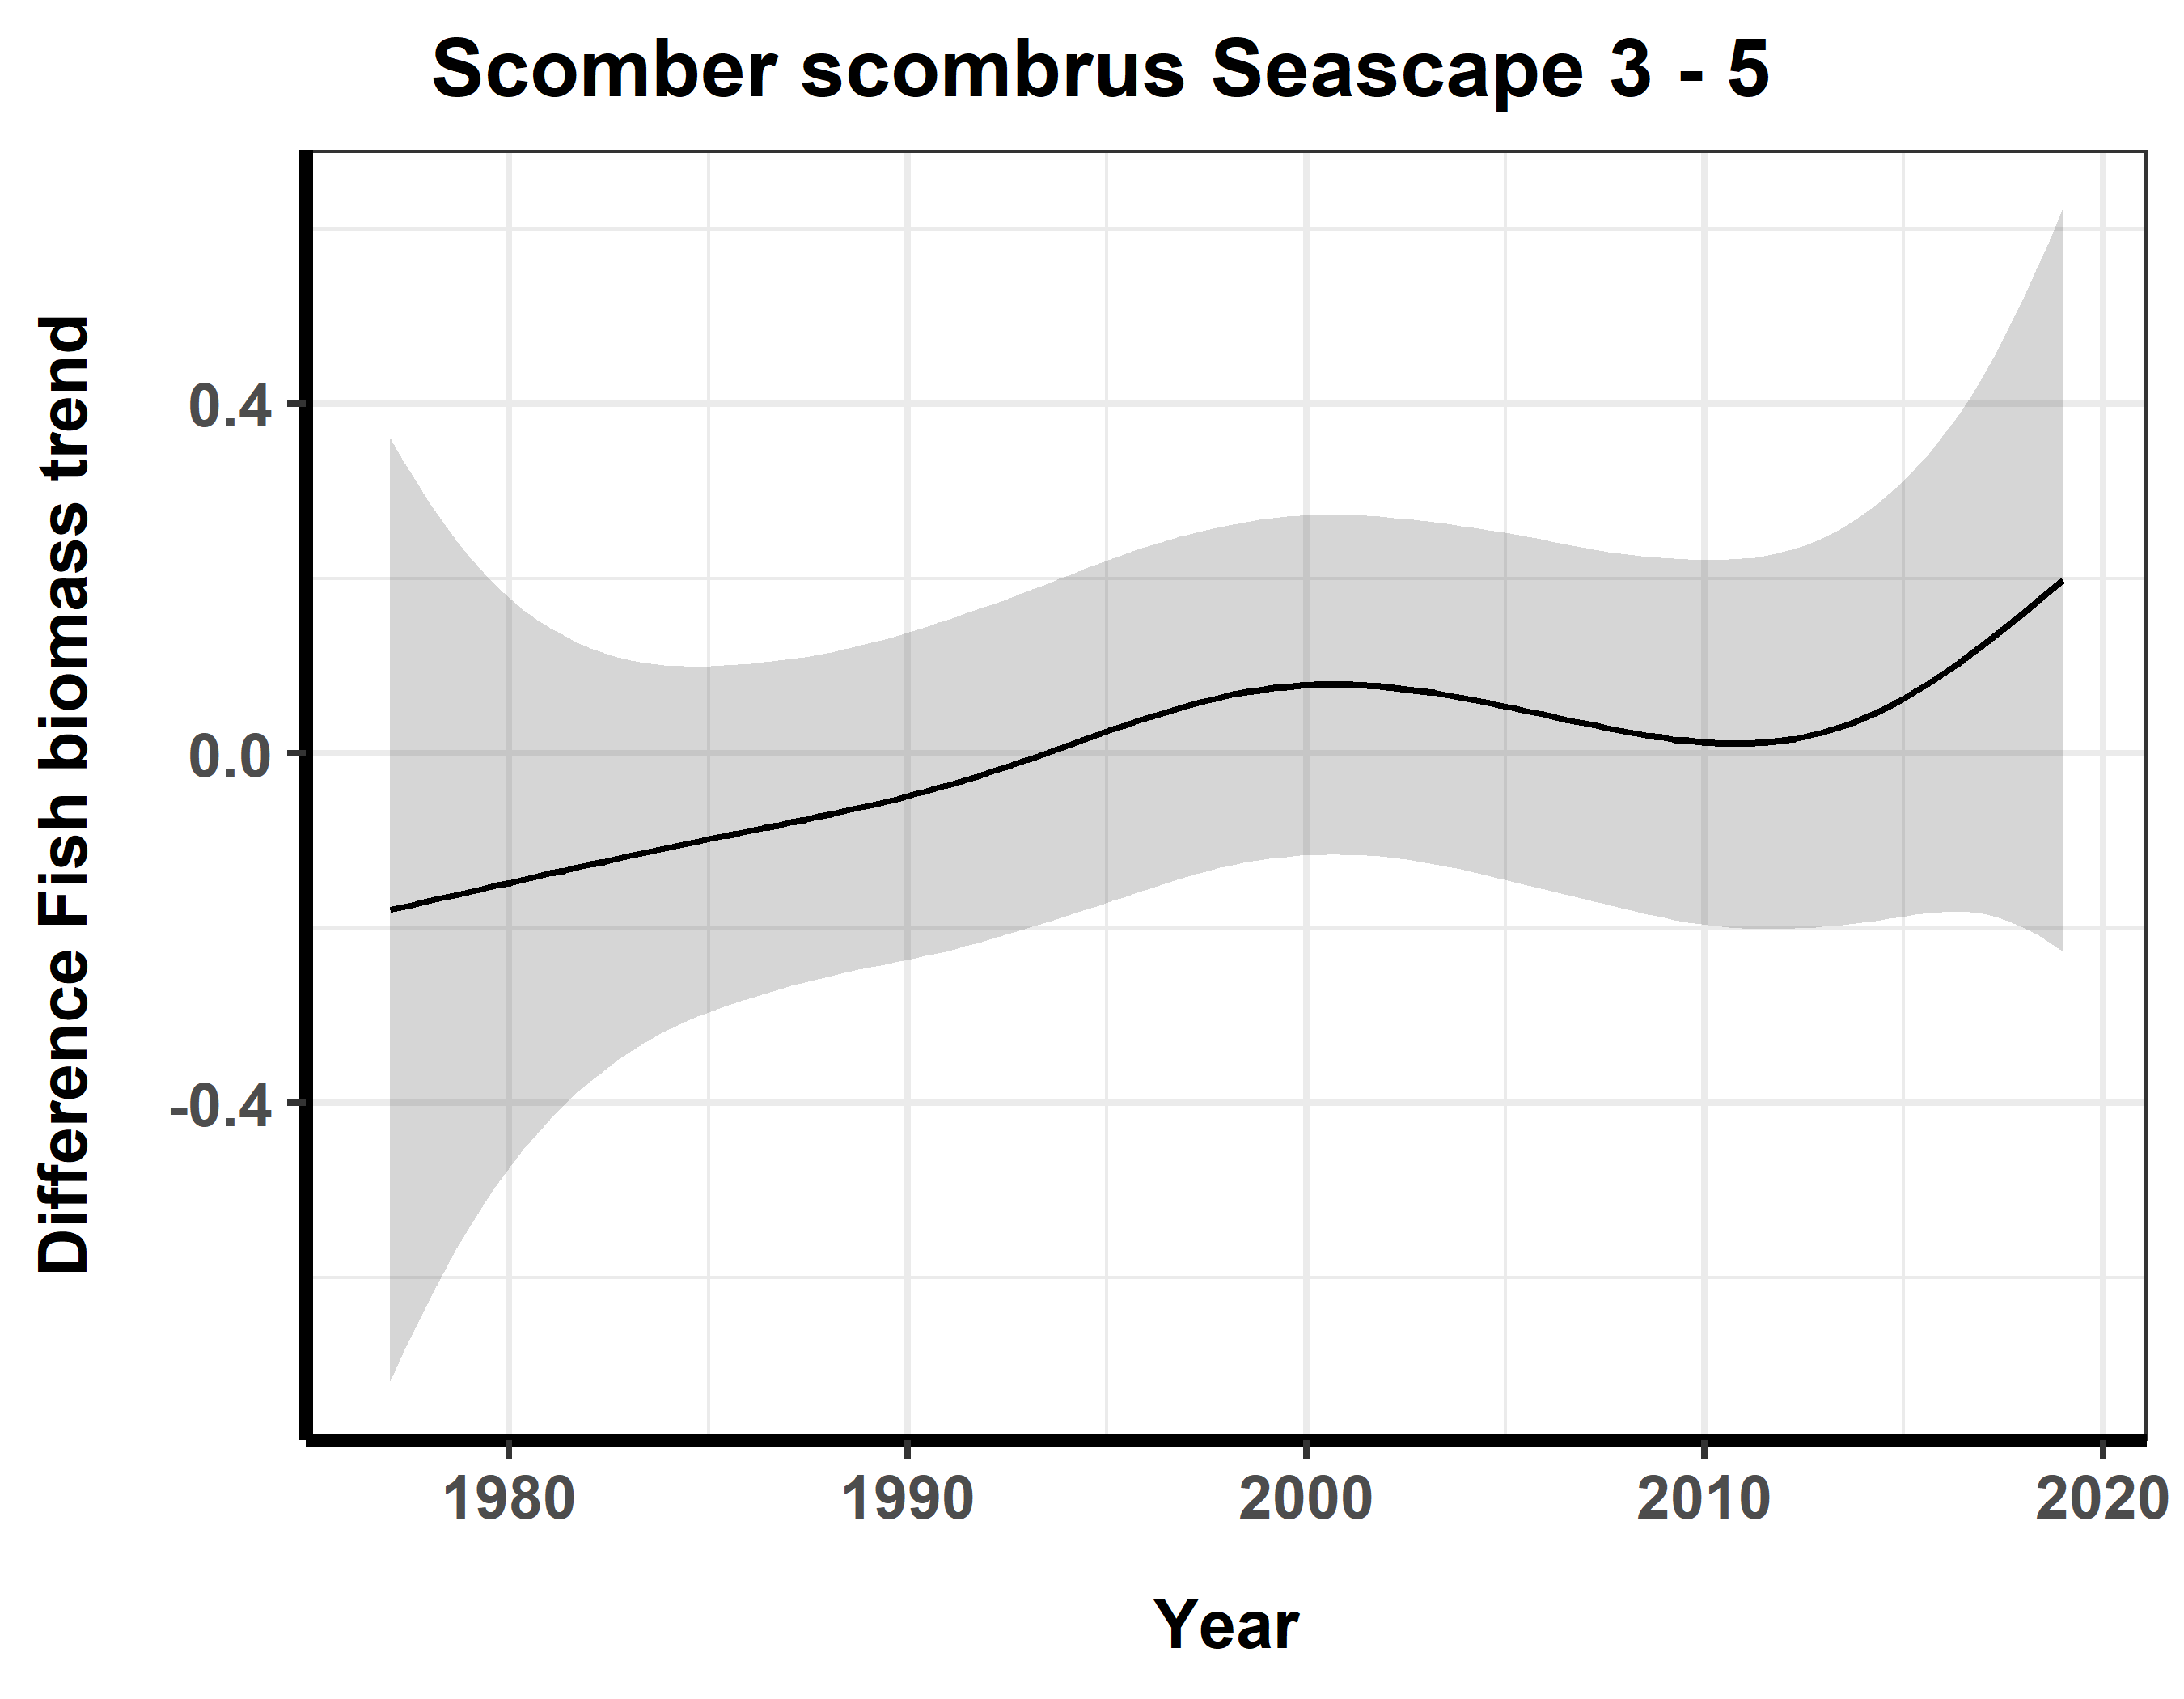 Scomber scombrus Seascape 3 - 5
Difference Fish biomass trend
0.4
0.0
-0.4
1980 1990 2000 2010 2020
Year